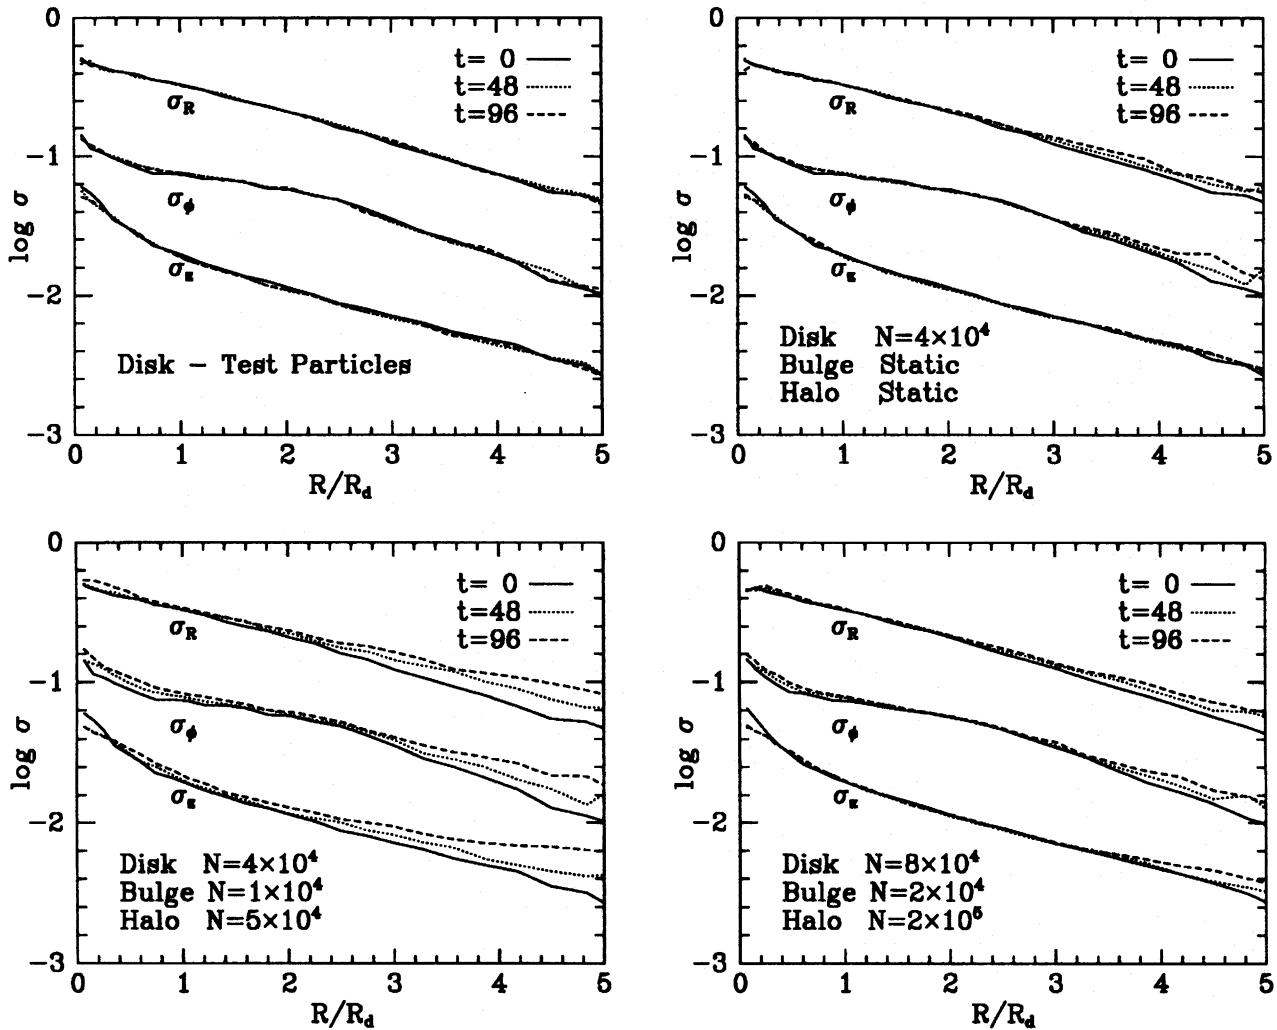 0
-1
-2
-3
log σ
t= 0
t=48
t=96
σR
σϕ
σz
Disk – Test Particles
0 1 2 3 4 5
R/Rd
0
-1
-2
-3
log σ
t= 0
t=48
t=96
σR
σϕ
σz
Disk N=4×10⁴
Bulge Static
Halo Static
0 1 2 3 4 5
R/Rd
0
-1
-2
-3
log σ
t= 0
t=48
t=96
σR
σϕ
σz
Disk N=4×10⁴
Bulge N=1×10⁴
Halo N=5×10⁴
0 1 2 3 4 5
R/Rd
0
-1
-2
-3
log σ
t= 0
t=48
t=96
σR
σϕ
σz
Disk N=8×10⁴
Bulge N=2×10⁴
Halo N=2×10⁵
0 1 2 3 4 5
R/Rd